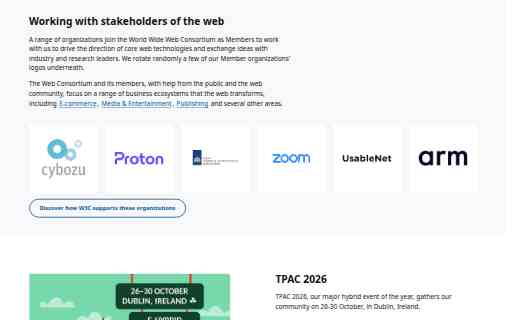 Working with stakeholders of the web
A range of organizations join the World Wide Web Consortium as Members to work
with us to drive the direction of core web technologies and exchange ideas with
industry and research leaders. We rotate randomly a few of our Member organizations'
logos underneath.
The Web Consortium and its members, with help from the public and the web
community, focus on a range of business ecosystems that the web transforms,
including E-commerce, Media & Entertainment, Publishing and several other areas.
cybozu
Proton
zoom
UsableNet
arm
Discover how W3C supports these organizations
26–30 OCTOBER
DUBLIN, IRELAND ☘
TPAC 2026
TPAC 2026, our major hybrid event of the year, gathers our
community on 26-30 October, in Dublin, Ireland.